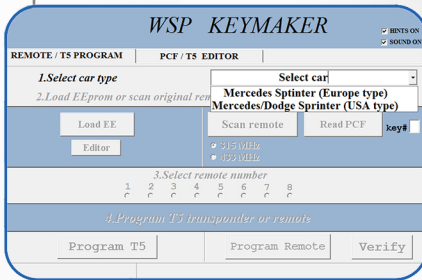 WSP KEYMAKER
HINTS ON
SOUND ON
REMOTE / T5 PROGRAM
PCF / T5 EDITOR
1.Select car type
Select car
Mercedes Sptinter (Europe type)
Mercedes/Dodge Sprinter (USA type)
2.Load EEprom or scan original rem
Load EE
Editor
Scan remote
Read PCF
key#
315 MHz
433 MHz
3.Select remote number
1 2 3 4 5 6 7 8
4.Program T5 transponder or remote
Program T5
Program Remote
Verify